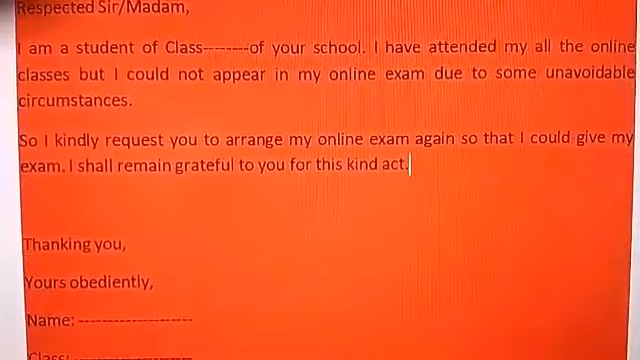 Respected Sir/Madam,
I am a student of Class--------of your school. I have attended my all the online
classes but I could not appear in my online exam due to some unavoidable
circumstances.
So I kindly request you to arrange my online exam again so that I could give my
exam. I shall remain grateful to you for this kind act.
Thanking you,
Yours obediently,
Name: ---------------------
Class: ---------------------